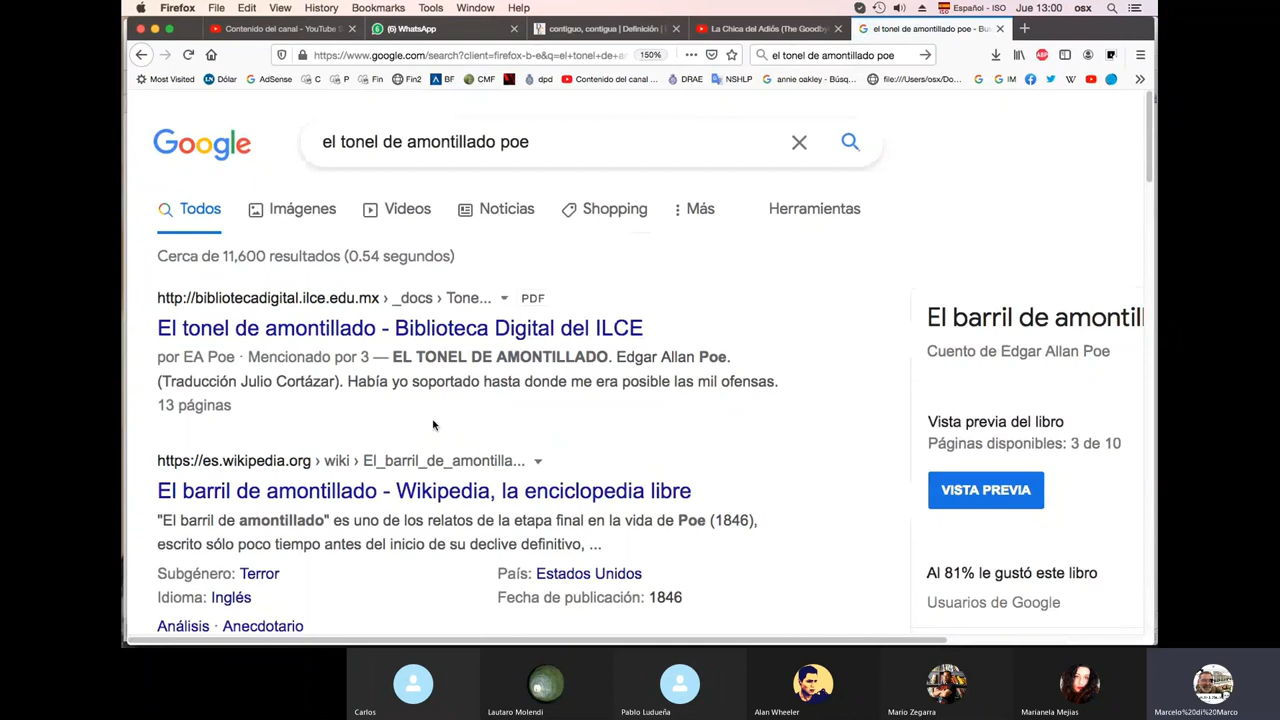 Firefox File Edit View History Bookmarks Tools Window Help Español - ISO Jue 13:00 osx
Contenido del canal - YouTube S × (6) WhatsApp × contiguo, contigua | Definición | × La Chica del Adiós (The Goodby × el tonel de amontillado poe - Bus × +
https://www.google.com/search?client=firefox-b-e&q=el+tonel+de+a 150% el tonel de amontillado poe
Most Visited Dólar AdSense C P Fin Fin2 BF CMF dpd Contenido del canal ... DRAE NSHLP annie oakley - Búsq... file:///Users/osx/Do... G IM W
Google
el tonel de amontillado poe
Todos Imágenes Videos Noticias Shopping Más Herramientas
Cerca de 11,600 resultados (0.54 segundos)
http://bibliotecadigital.ilce.edu.mx › _docs › Tone... PDF
El tonel de amontillado - Biblioteca Digital del ILCE
por EA Poe · Mencionado por 3 — EL TONEL DE AMONTILLADO. Edgar Allan Poe.
(Traducción Julio Cortázar). Había yo soportado hasta donde me era posible las mil ofensas.
13 páginas
https://es.wikipedia.org › wiki › El_barril_de_amontilla...
El barril de amontillado - Wikipedia, la enciclopedia libre
"El barril de amontillado" es uno de los relatos de la etapa final en la vida de Poe (1846),
escrito sólo poco tiempo antes del inicio de su declive definitivo, ...
Subgénero: Terror País: Estados Unidos
Idioma: Inglés Fecha de publicación: 1846
Análisis · Anecdotario
El barril de amontil
Cuento de Edgar Allan Poe
Vista previa del libro
Páginas disponibles: 3 de 10
VISTA PREVIA
Al 81% le gustó este libro
Usuarios de Google
Carlos Lautaro Molendi Pablo Ludueña Alan Wheeler Mario Zegarra Marianela Mejias Marcelo%20di%20Marco